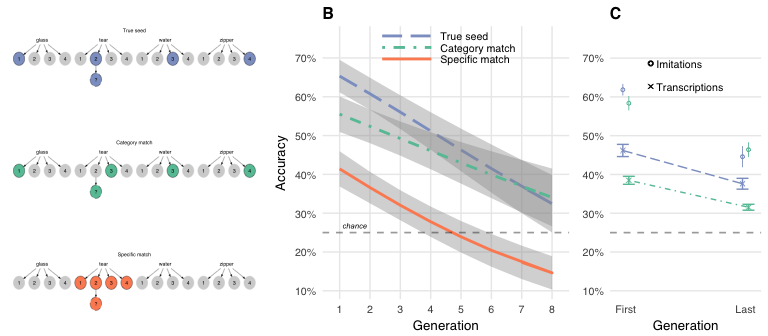 True seed
glass tear water zipper
1 2 3 4 1 2 3 4 1 2 3 4 1 2 3 4
?
Category match
glass tear water zipper
1 2 3 4 1 2 3 4 1 2 3 4 1 2 3 4
?
Specific match
glass tear water zipper
1 2 3 4 1 2 3 4 1 2 3 4 1 2 3 4
?
B
True seed
Category match
Specific match
70%
60%
50%
40%
30%
20%
10%
Accuracy
chance
1 2 3 4 5 6 7 8
Generation
C
Imitations
Transcriptions
70%
60%
50%
40%
30%
20%
10%
First Last
Generation